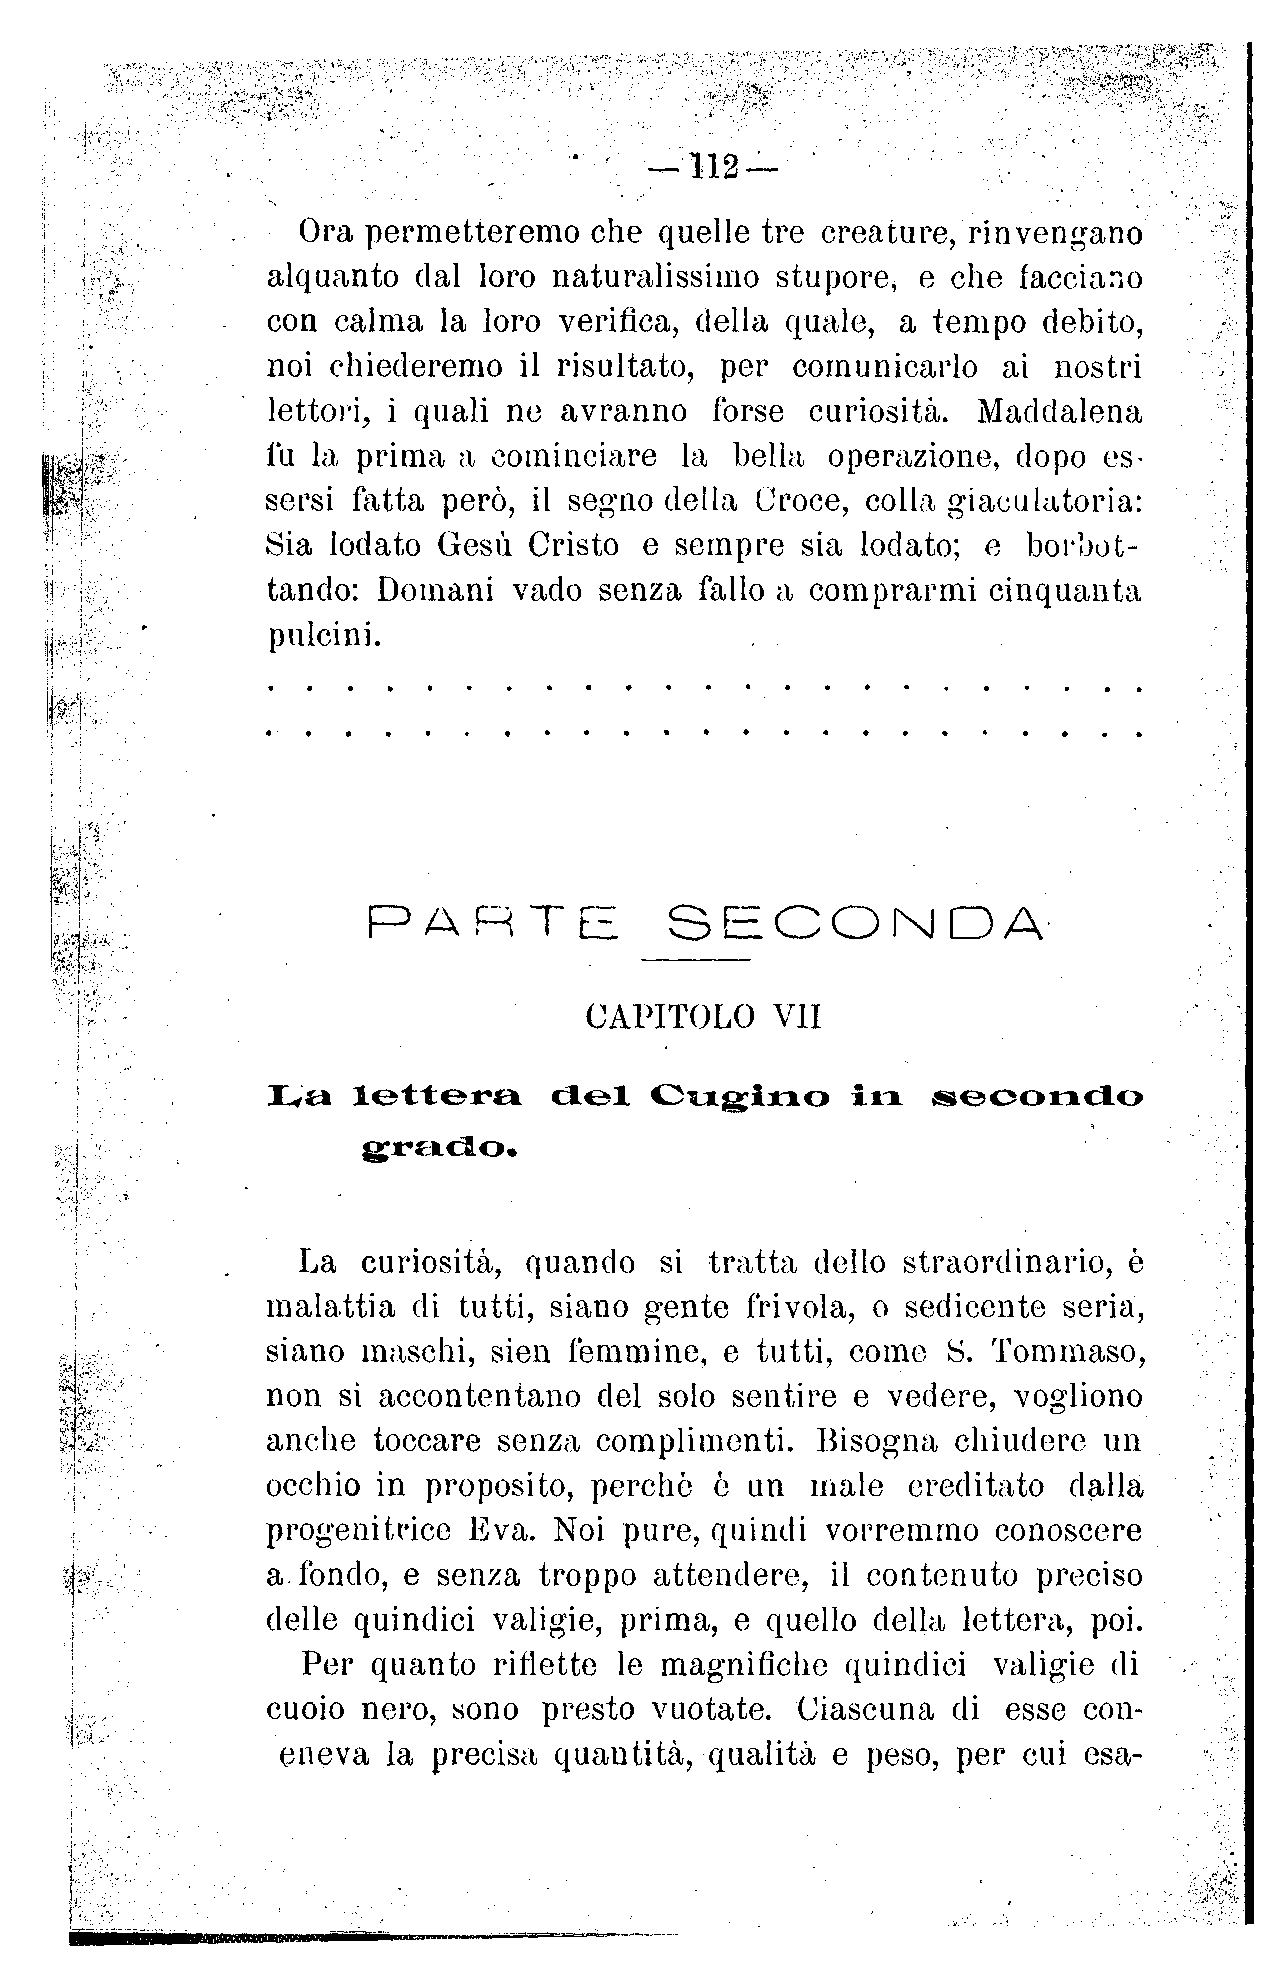 — 112 —
Ora permetteremo che quelle tre creature, rinvengano
alquanto dal loro naturalissimo stupore, e che facciano
con calma la loro verifica, della quale, a tempo debito,
noi chiederemo il risultato, per comunicarlo ai nostri
lettori, i quali ne avranno forse curiosità. Maddalena
fu la prima a cominciare la bella operazione, dopo es-
sersi fatta però, il segno della Croce, colla giaculatoria:
Sia lodato Gesù Cristo e sempre sia lodato; e borbot-
tando: Domani vado senza fallo a comprarmi cinquanta
pulcini.
. . . . . . . . . . . . . . . . . . . . . . .
. . . . . . . . . . . . . . . . . . . . . . .
PARTE SECONDA
CAPITOLO VII
La lettera del Cugino in secondo
grado.
La curiosità, quando si tratta dello straordinario, è
malattia di tutti, siano gente frivola, o sedicente seria,
siano maschi, sien femmine, e tutti, come S. Tommaso,
non si accontentano del solo sentire e vedere, vogliono
anche toccare senza complimenti. Bisogna chiudere un
occhio in proposito, perchè è un male creditato dalla
progenitrice Eva. Noi pure, quindi vorremmo conoscere
a fondo, e senza troppo attendere, il contenuto preciso
delle quindici valigie, prima, e quello della lettera, poi.
Per quanto riflette le magnifiche quindici valigie di
cuoio nero, sono presto vuotate. Ciascuna di esse con-
eneva la precisa quantità, qualità e peso, per cui esa-